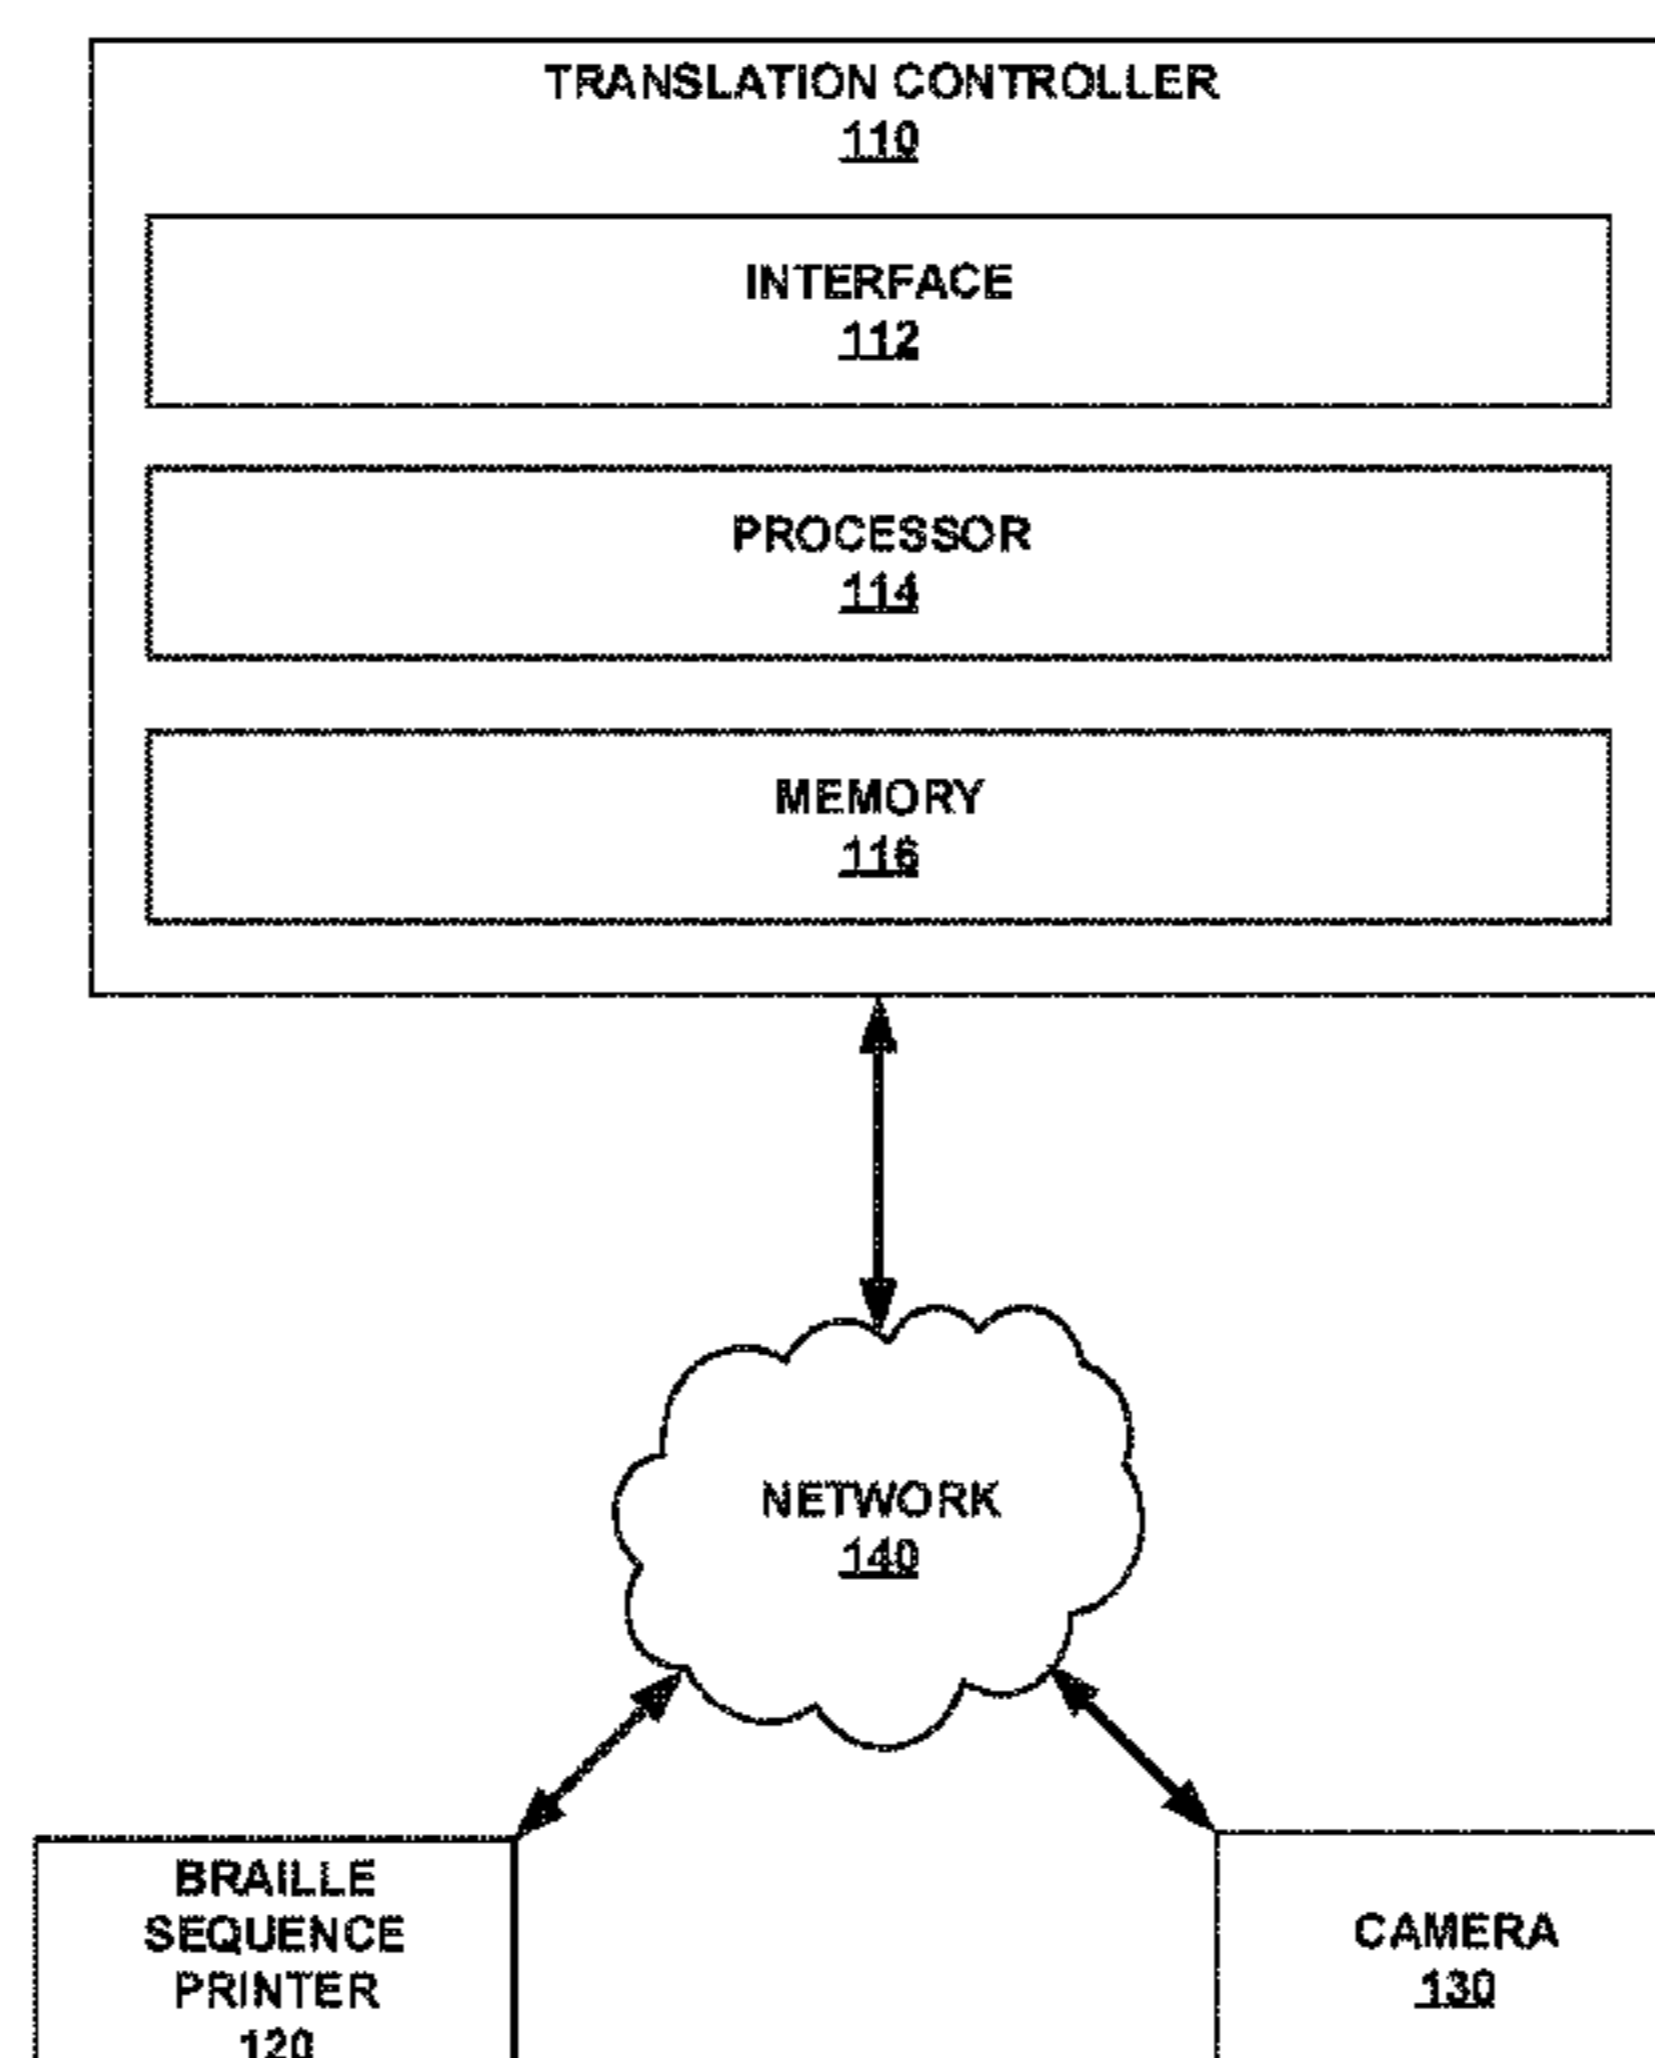 TRANSLATION CONTROLLER
110
INTERFACE
112
PROCESSOR
114
MEMORY
116
NETWORK
140
BRAILLE
SEQUENCE
PRINTER
120
CAMERA
130